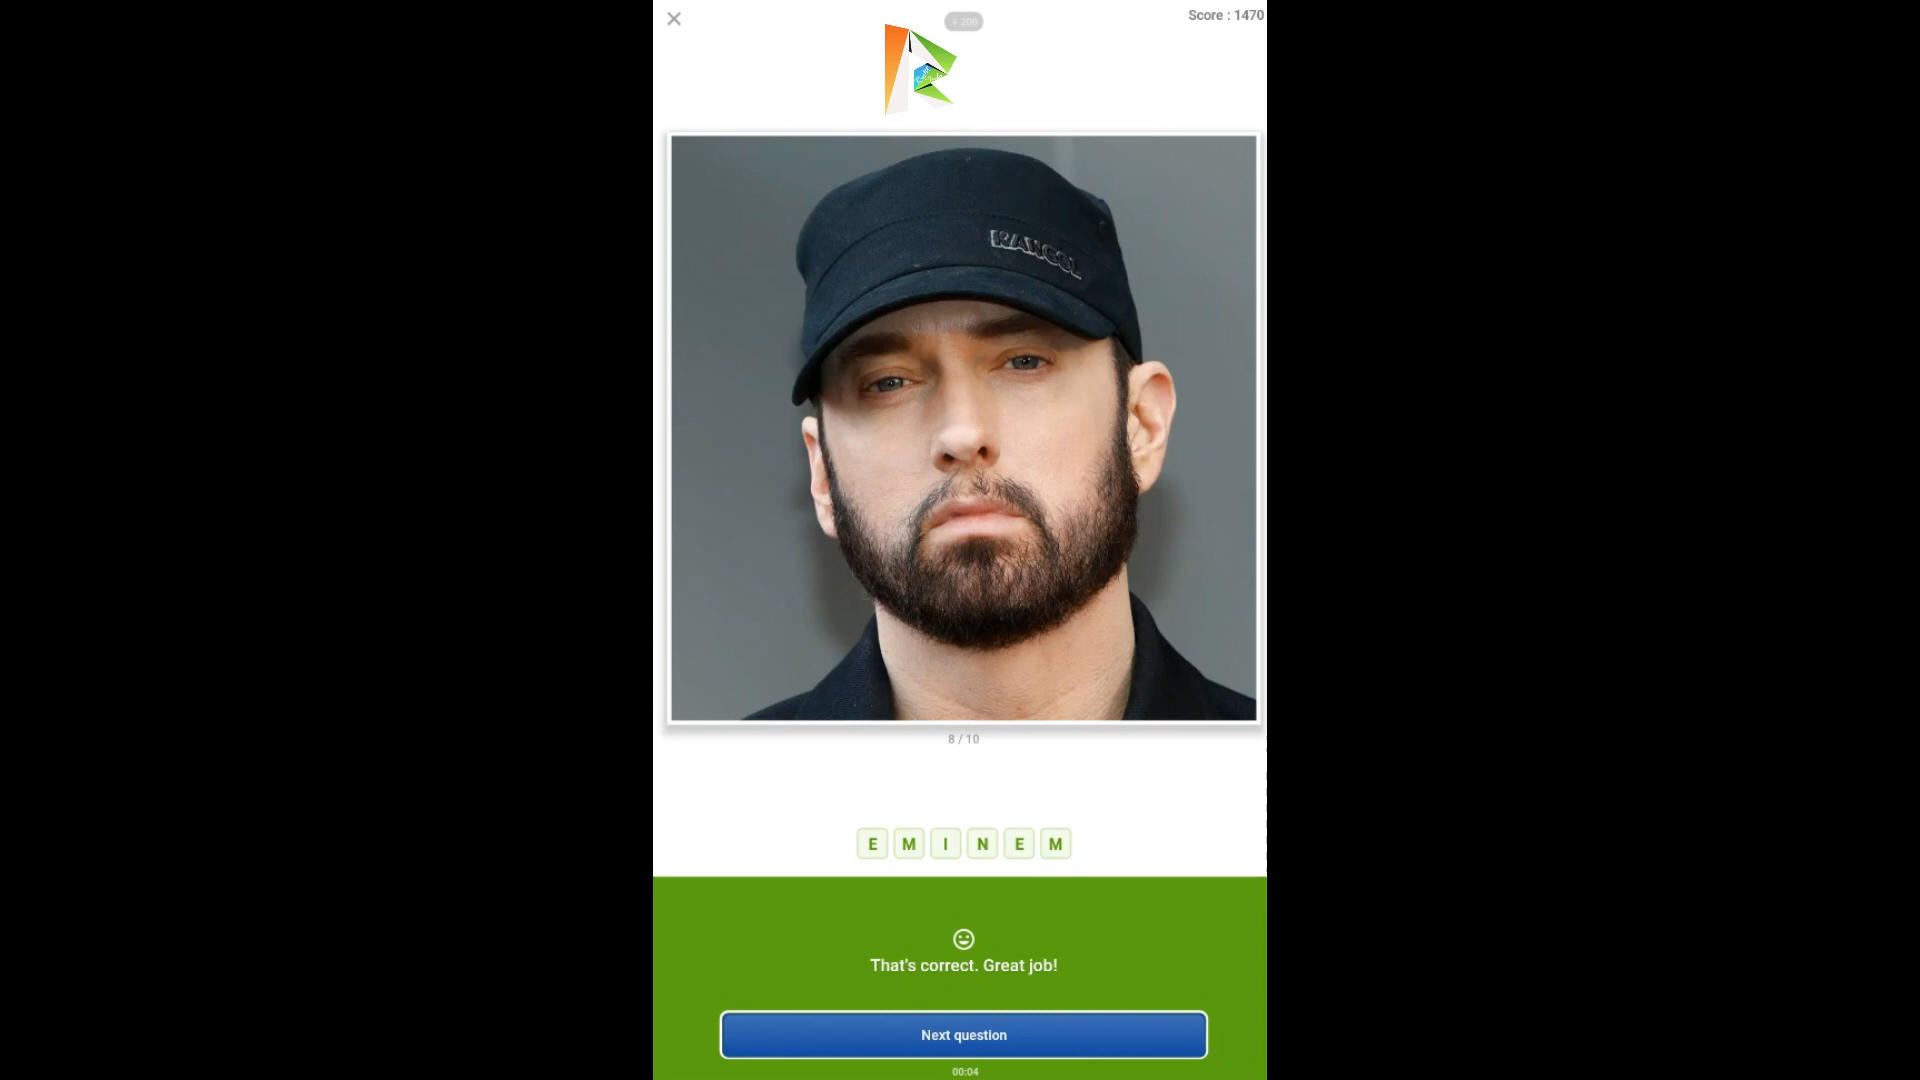 + 200
Score : 1470
KANGOL
8 / 10
E M I N E M
That's correct. Great job!
Next question
00:04